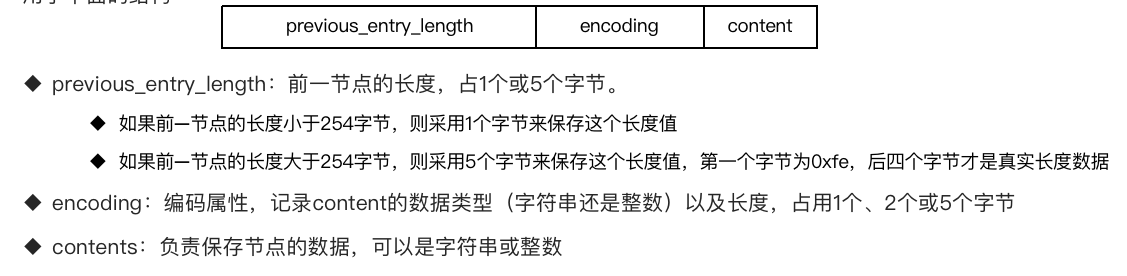 previous_entry_length encoding content
previous_entry_length：前一节点的长度，占1个或5个字节。
如果前一节点的长度小于254字节，则采用1个字节来保存这个长度值
如果前一节点的长度大于254字节，则采用5个字节来保存这个长度值，第一个字节为0xfe，后四个字节才是真实长度数据
encoding：编码属性，记录content的数据类型（字符串还是整数）以及长度，占用1个、2个或5个字节
contents：负责保存节点的数据，可以是字符串或整数